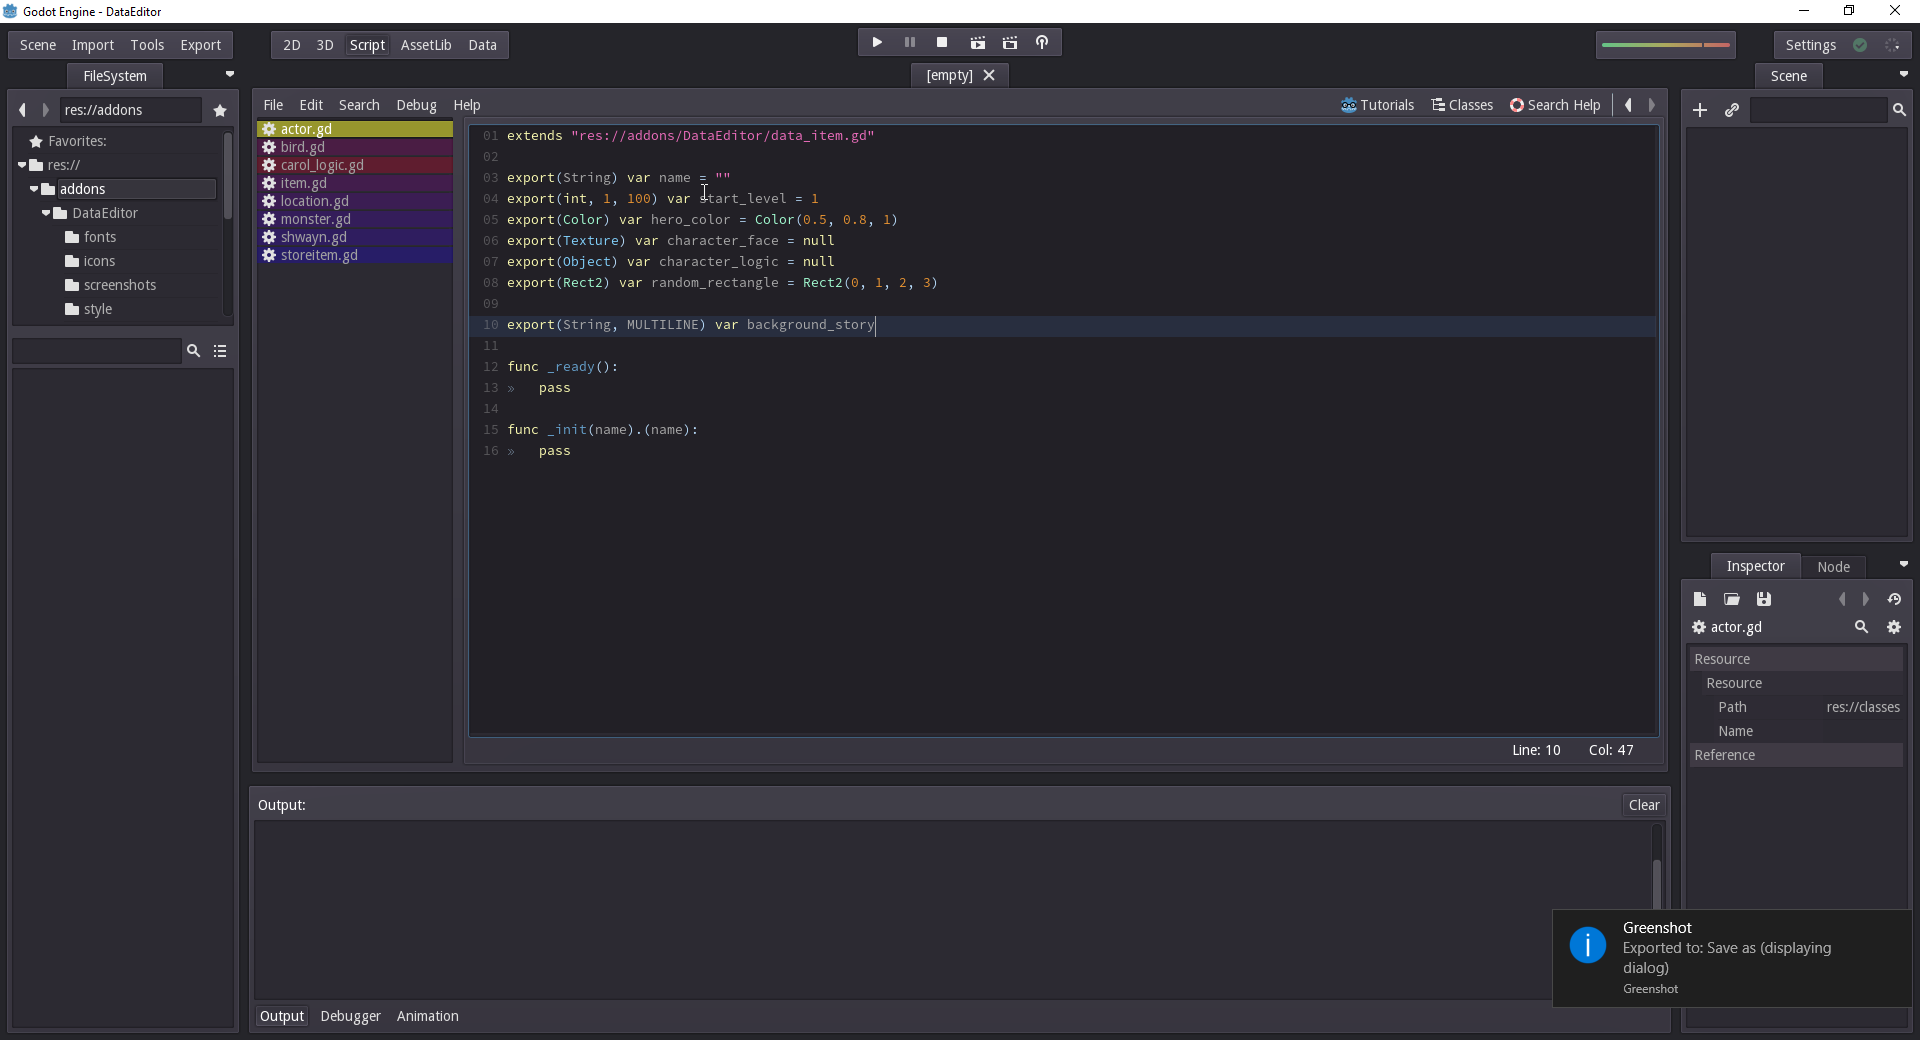 Godot Engine - DataEditor
Scene Import Tools Export
2D 3D Script AssetLib Data
Settings
FileSystem
[empty]
Scene
res://addons
Favorites:
res://
addons
DataEditor
fonts
icons
screenshots
style
File Edit Search Debug Help
Tutorials Classes Search Help
actor.gd
bird.gd
carol_logic.gd
item.gd
location.gd
monster.gd
shwayn.gd
storeitem.gd
01 extends "res://addons/DataEditor/data_item.gd"
02
03 export(String) var name = ""
04 export(int, 1, 100) var start_level = 1
05 export(Color) var hero_color = Color(0.5, 0.8, 1)
06 export(Texture) var character_face = null
07 export(Object) var character_logic = null
08 export(Rect2) var random_rectangle = Rect2(0, 1, 2, 3)
09
10 export(String, MULTILINE) var background_story
11
12 func _ready():
13 » pass
14
15 func _init(name).(name):
16 » pass
Line: 10 Col: 47
Output:
Clear
Output Debugger Animation
Inspector Node
actor.gd
Resource
Resource
Path res://classes
Name
Reference
Greenshot
Exported to: Save as (displaying
dialog)
Greenshot